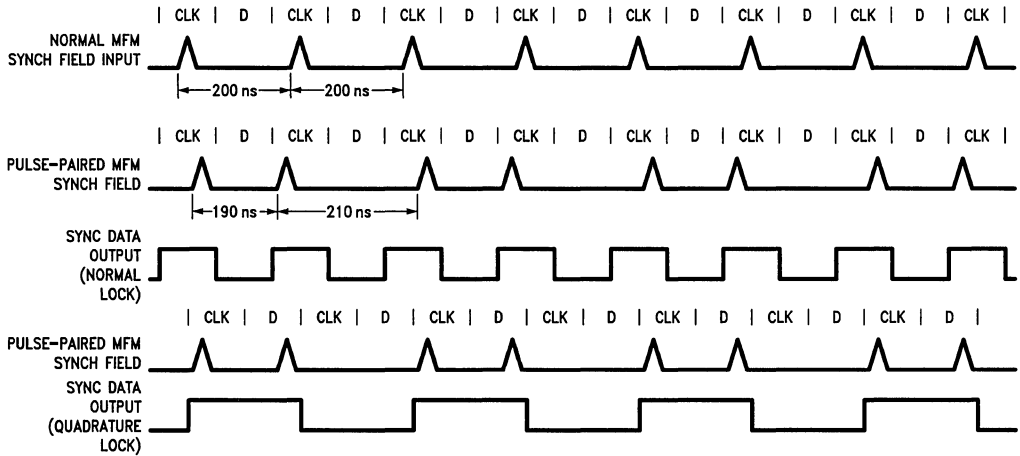 | CLK | D | CLK | D | CLK | D | CLK | D | CLK | D | CLK | D | CLK | D | CLK |
NORMAL MFM
SYNCH FIELD INPUT
200 ns 200 ns
| CLK | D | CLK | D | CLK | D | CLK | D | CLK | D | CLK | D | CLK | D | CLK |
PULSE-PAIRED MFM
SYNCH FIELD
190 ns 210 ns
SYNC DATA
OUTPUT
(NORMAL
LOCK)
| CLK | D | CLK | D | CLK | D | CLK | D | CLK | D | CLK | D | CLK | D |
PULSE-PAIRED MFM
SYNCH FIELD
SYNC DATA
OUTPUT
(QUADRATURE
LOCK)